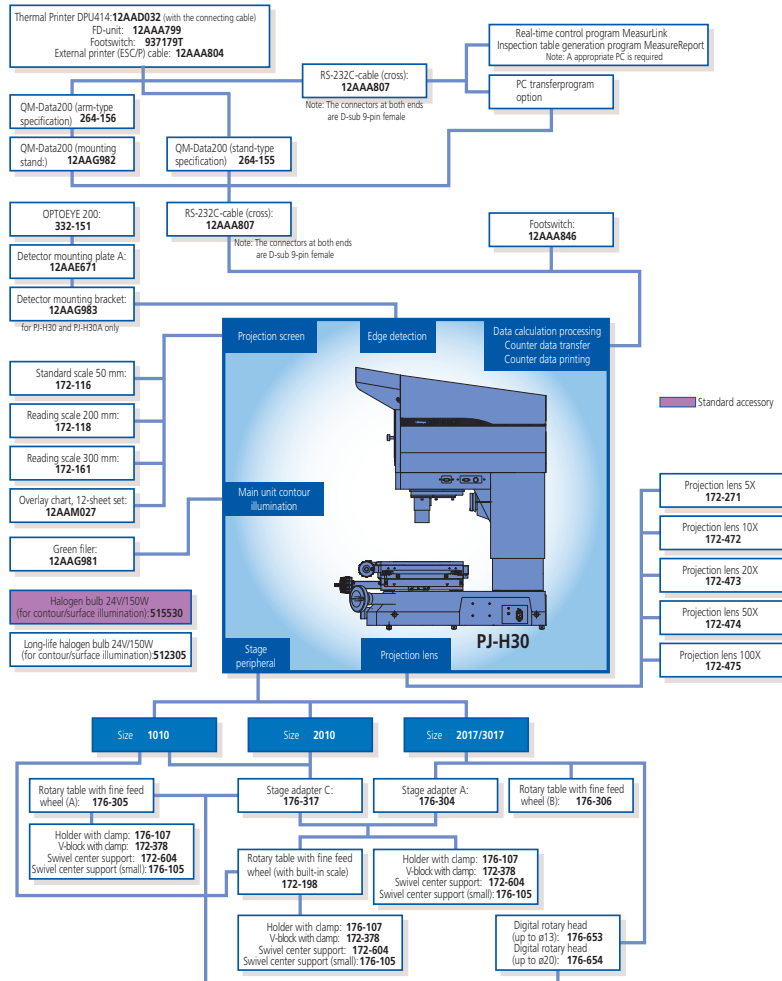 Thermal Printer DPU414: 12AAD032 (with the connecting cable)
FD-unit: 12AAA799
Footswitch: 937179T
External printer (ESC/P) cable: 12AAA804
Real-time control program MeasurLink
Inspection table generation program MeasureReport
Note: A appropriate PC is required
RS-232C-cable (cross):
12AAA807
Note: The connectors at both ends
are D-sub 9-pin female
PC transferprogram
option
QM-Data200 (arm-type
specification) 264-156
QM-Data200 (mounting
stand:) 12AAG982
QM-Data200 (stand-type
specification) 264-155
OPTOEYE 200:
332-151
RS-232C-cable (cross):
12AAA807
Note: The connectors at both ends
are D-sub 9-pin female
Footswitch:
12AAA846
Detector mounting plate A:
12AAE671
Detector mounting bracket:
12AAG983
for PJ-H30 and PJ-H30A only
Projection screen
Edge detection
Data calculation processing
Counter data transfer
Counter data printing
Standard scale 50 mm:
172-116
Reading scale 200 mm:
172-118
Reading scale 300 mm:
172-161
Overlay chart, 12-sheet set:
12AAM027
Green filer:
12AAG981
Main unit contour
illumination
Standard accessory
Projection lens 5X
172-271
Projection lens 10X
172-472
Projection lens 20X
172-473
Projection lens 50X
172-474
Projection lens 100X
172-475
Halogen bulb 24V/150W
(for contour/surface illumination): 515530
Long-life halogen bulb 24V/150W
(for contour/surface illumination): 512305
Stage
peripheral
Projection lens
PJ-H30
Size 1010
Size 2010
Size 2017/3017
Rotary table with fine feed
wheel (A): 176-305
Stage adapter C:
176-317
Stage adapter A:
176-304
Rotary table with fine feed
wheel (B): 176-306
Holder with clamp: 176-107
V-block with clamp: 172-378
Swivel center support: 172-604
Swivel center support (small): 176-105
Rotary table with fine feed
wheel (with built-in scale)
172-198
Holder with clamp: 176-107
V-block with clamp: 172-378
Swivel center support: 172-604
Swivel center support (small): 176-105
Holder with clamp: 176-107
V-block with clamp: 172-378
Swivel center support: 172-604
Swivel center support (small): 176-105
Digital rotary head
(up to ø13): 176-653
Digital rotary head
(up to ø20): 176-654